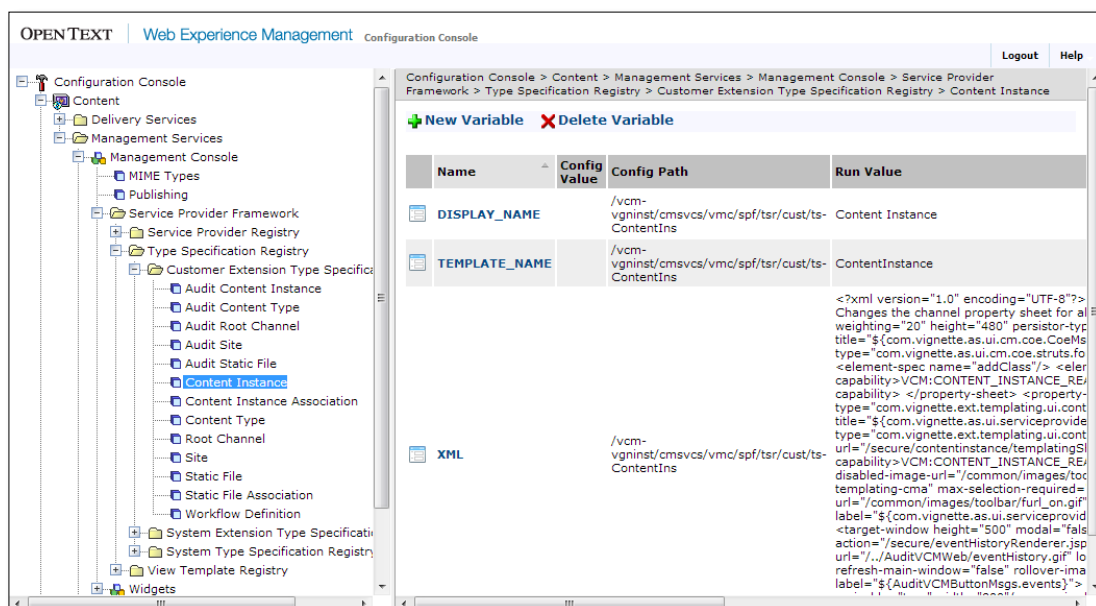 OPEN TEXT | Web Experience Management Configuration Console
Logout Help
Configuration Console
Content
Delivery Services
Management Services
Management Console
MIME Types
Publishing
Service Provider Framework
Service Provider Registry
Type Specification Registry
Customer Extension Type Specifica
Audit Content Instance
Audit Content Type
Audit Root Channel
Audit Site
Audit Static File
Content Instance
Content Instance Association
Content Type
Root Channel
Site
Static File
Static File Association
Workflow Definition
System Extension Type Specificati
System Type Specification Registry
View Template Registry
Widgets
Configuration Console > Content > Management Services > Management Console > Service Provider
Framework > Type Specification Registry > Customer Extension Type Specification Registry > Content Instance
New Variable Delete Variable
Name Config Value Config Path Run Value
DISPLAY_NAME
/vcm-
vgninst/cmsvcs/vmc/spf/tsr/cust/ts-
ContentIns
Content Instance
TEMPLATE_NAME
/vcm-
vgninst/cmsvcs/vmc/spf/tsr/cust/ts-
ContentIns
ContentInstance
XML
/vcm-
vgninst/cmsvcs/vmc/spf/tsr/cust/ts-
ContentIns
<?xml version="1.0" encoding="UTF-8"?>
Changes the channel property sheet for al
weighting="20" height="480" persistor-typ
title="${com.vignette.as.ui.cm.coe.CoeMs
type="com.vignette.as.ui.cm.coe.struts.fo
<element-spec name="addClass"/> <eler
capability>VCM:CONTENT_INSTANCE_REA
capability> </property-sheet> <property-
type="com.vignette.ext.templating.ui.cont
title="${com.vignette.as.ui.serviceprovide
type="com.vignette.ext.templating.ui.cont
url="/secure/contentinstance/templatingSl
capability>VCM:CONTENT_INSTANCE_REA
disabled-image-url="/common/images/too
templating-cma" max-selection-required=
url="/common/images/toolbar/furl_on.gif"
label="${com.vignette.as.ui.serviceprovid
<target-window height="500" modal="fals
action="/secure/eventHistoryRenderer.jsp
url="/../AuditVCMWeb/eventHistory.gif" lo
refresh-main-window="false" rollover-ima
label="${AuditVCMButtonMsgs.events}">